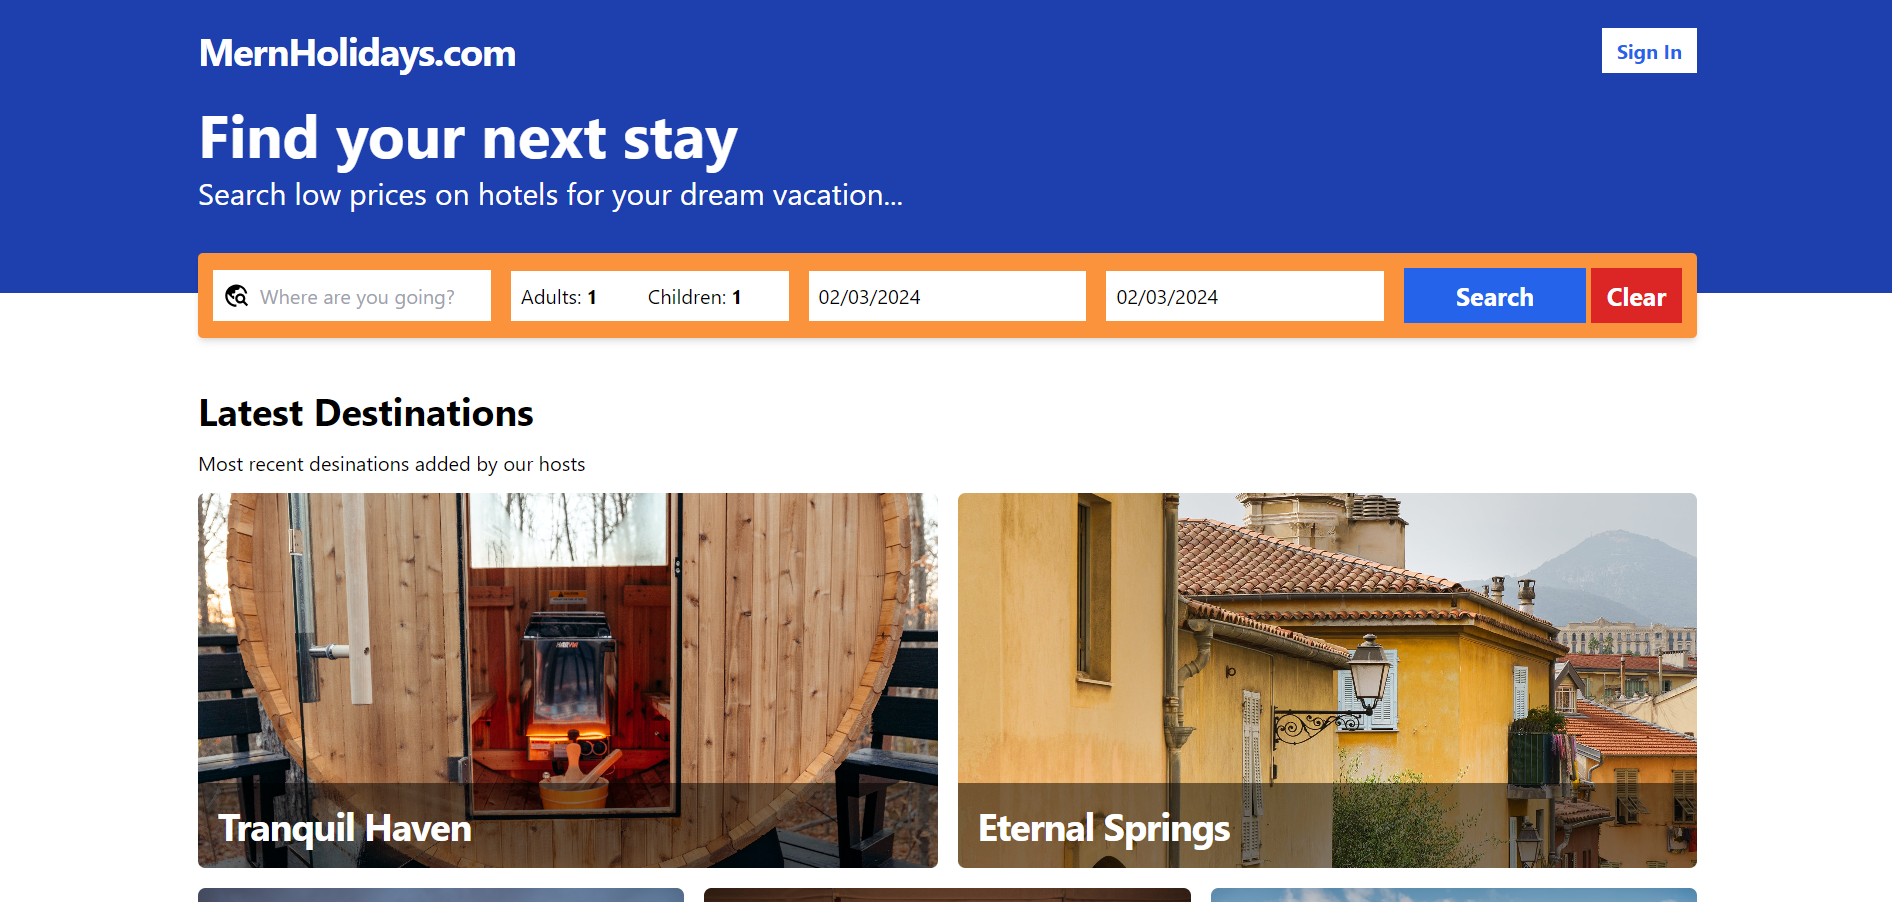 MernHolidays.com
Sign In
Find your next stay
Search low prices on hotels for your dream vacation...
Where are you going?
Adults: 1
Children: 1
02/03/2024
02/03/2024
Search
Clear
Latest Destinations
Most recent desinations added by our hosts
Tranquil Haven
Eternal Springs